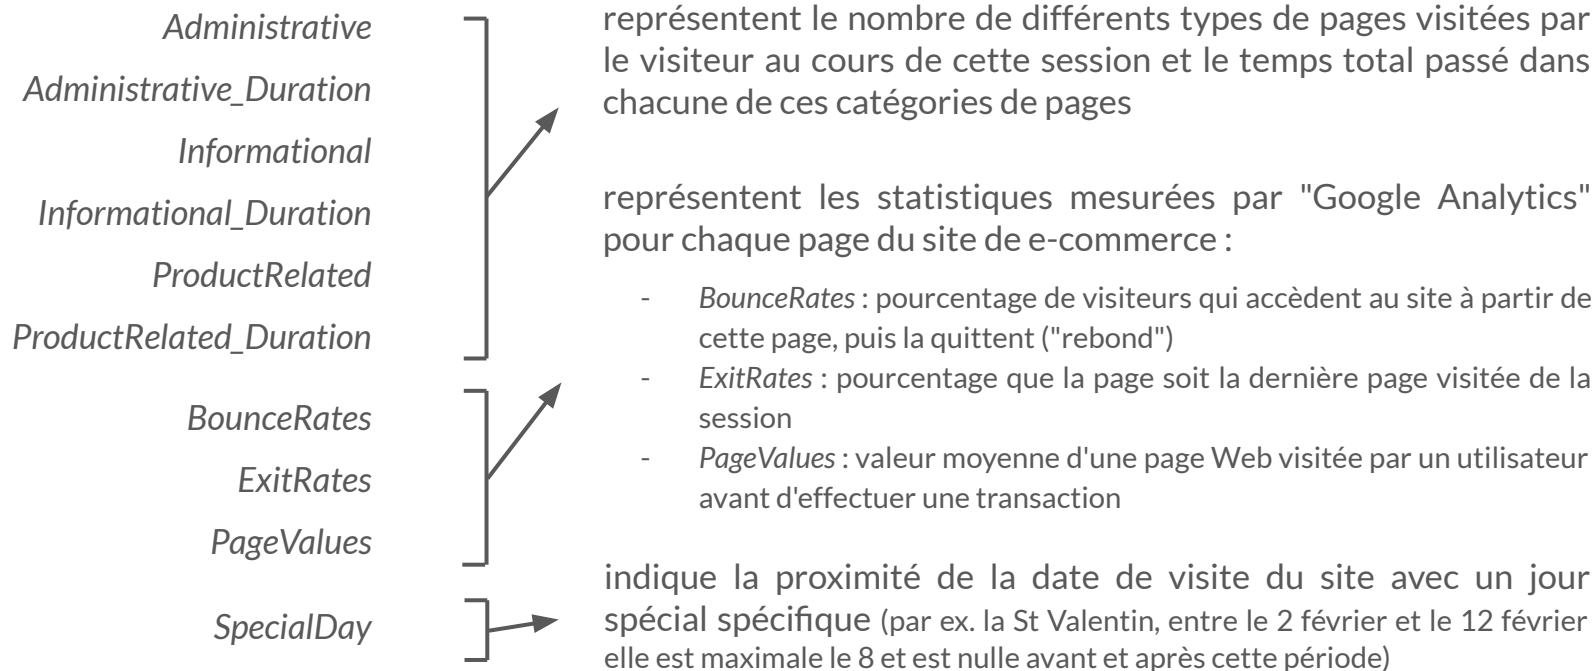 Administrative
Administrative_Duration
Informational
Informational_Duration
ProductRelated
ProductRelated_Duration
représentent le nombre de différents types de pages visitées par
le visiteur au cours de cette session et le temps total passé dans
chacune de ces catégories de pages
BounceRates
ExitRates
PageValues
représentent les statistiques mesurées par "Google Analytics"
pour chaque page du site de e-commerce :
- BounceRates : pourcentage de visiteurs qui accèdent au site à partir de
cette page, puis la quittent ("rebond")
- ExitRates : pourcentage que la page soit la dernière page visitée de la
session
- PageValues : valeur moyenne d'une page Web visitée par un utilisateur
avant d'effectuer une transaction
SpecialDay
indique la proximité de la date de visite du site avec un jour
spécial spécifique (par ex. la St Valentin, entre le 2 février et le 12 février
elle est maximale le 8 et est nulle avant et après cette période)